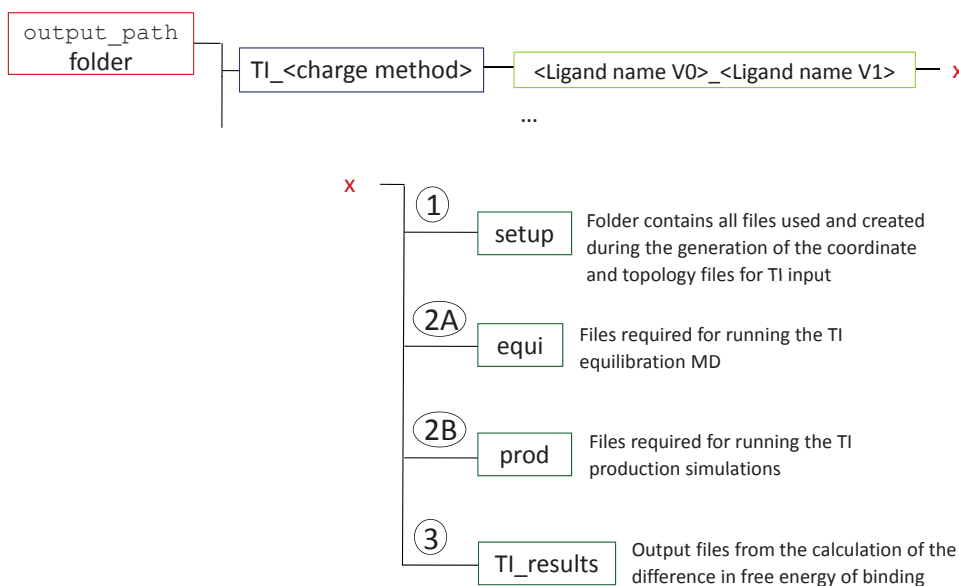 output_path
folder
TI_<charge method>
<Ligand name V0>_<Ligand name V1>
x
...
x
1
setup
Folder contains all files used and created
during the generation of the coordinate
and topology files for TI input
2A
equi
Files required for running the TI
equilibration MD
2B
prod
Files required for running the TI
production simulations
3
TI_results
Output files from the calculation of the
difference in free energy of binding